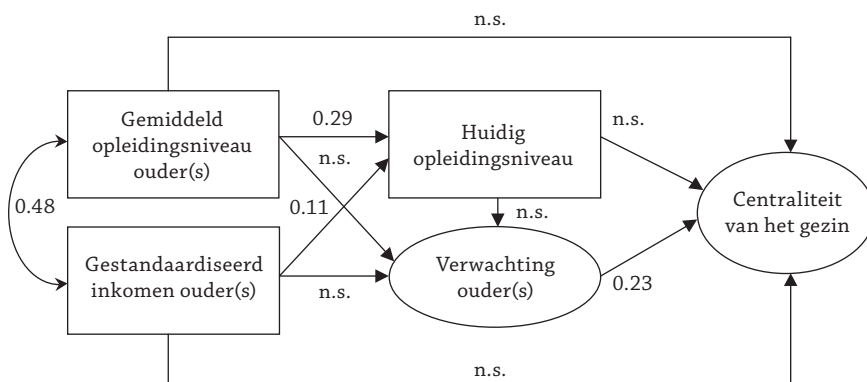 n.s.
Gemiddeld
opleidingsniveau
ouder(s)
0.29
n.s.
Huidig
opleidingsniveau
n.s.
0.48
0.11
n.s.
Centraliteit
van het gezin
Gestandaardiseerd
inkomen ouder(s)
n.s.
Verwachting
ouder(s)
0.23
n.s.